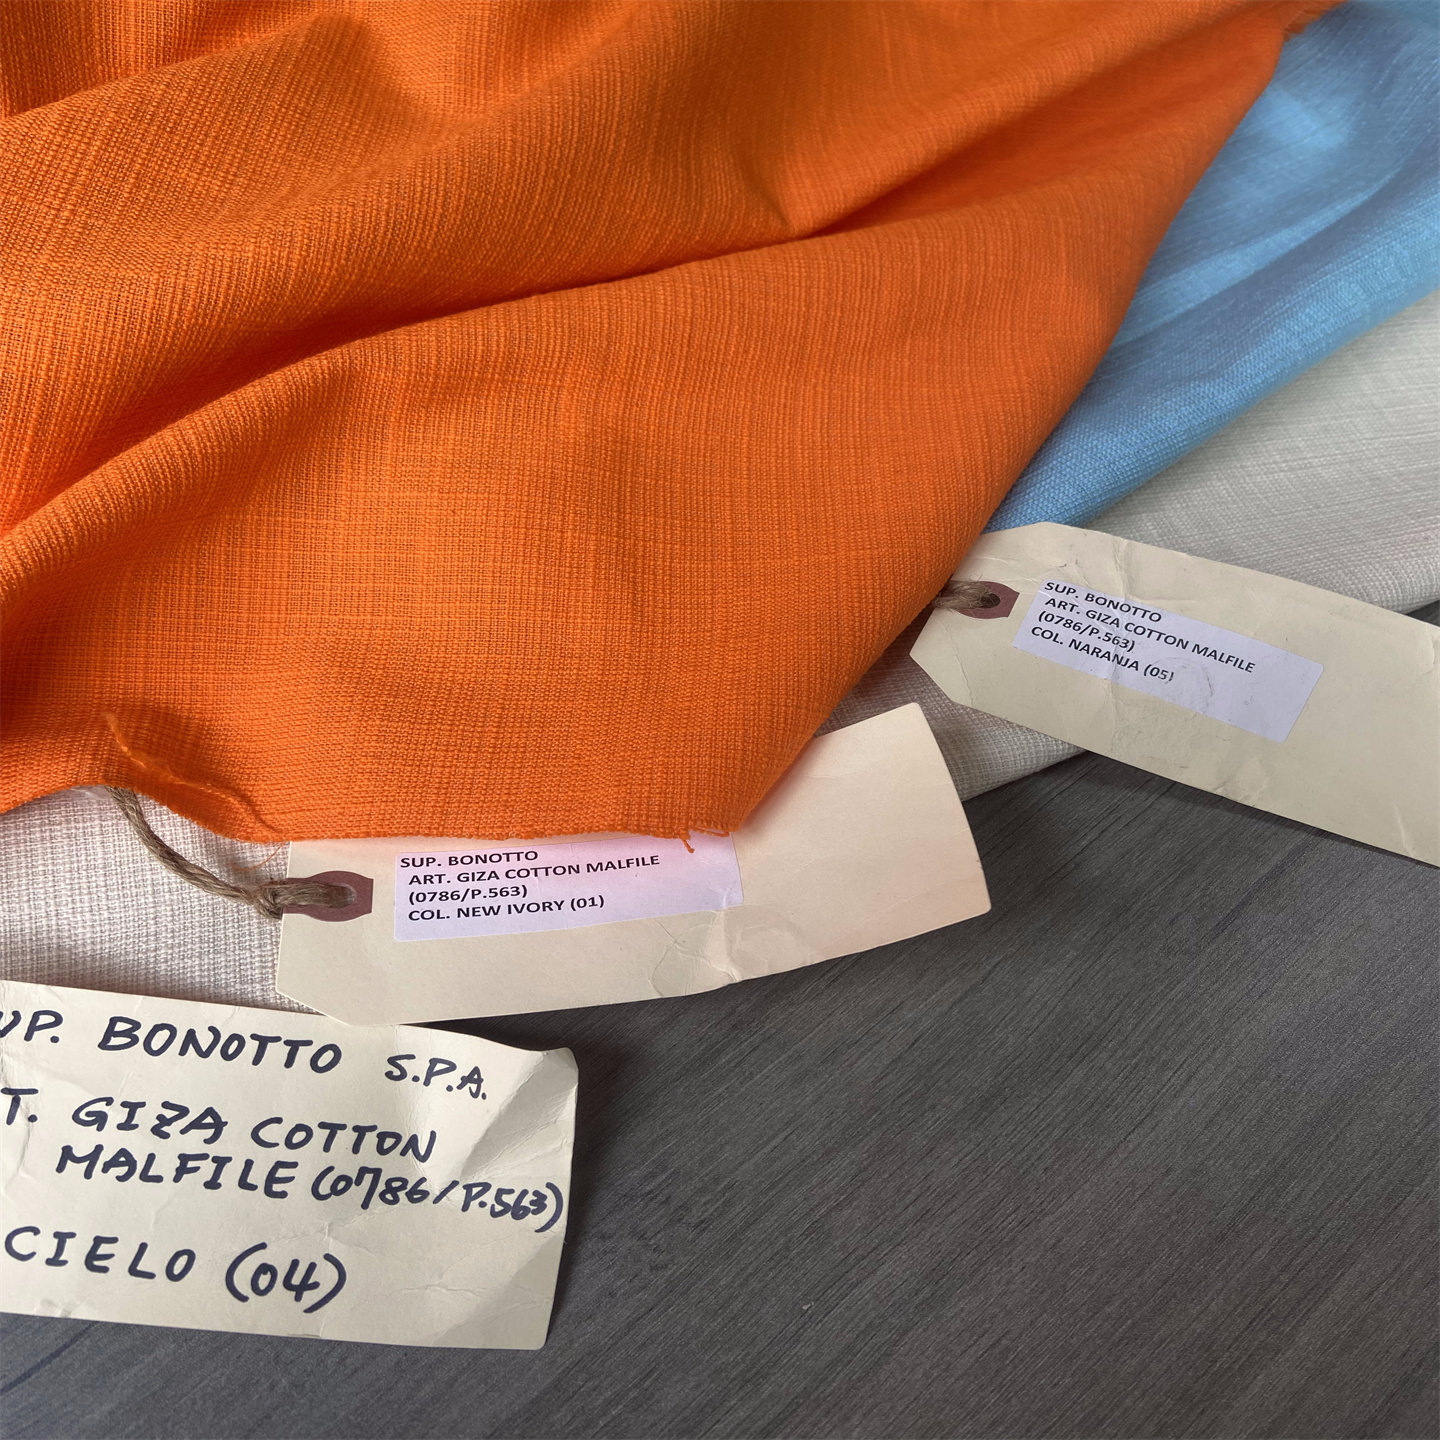 SUP. BONOTTO
ART. GIZA COTTON MALFILE
(0786/P.563)
COL. NARANJA (05)
SUP. BONOTTO
ART. GIZA COTTON MALFILE
(0786/P.563)
COL. NEW IVORY (01)
UP. BONOTTO S.P.A.
T. GIZA COTTON
MALFILE (0786/P.563)
CIELO (04)